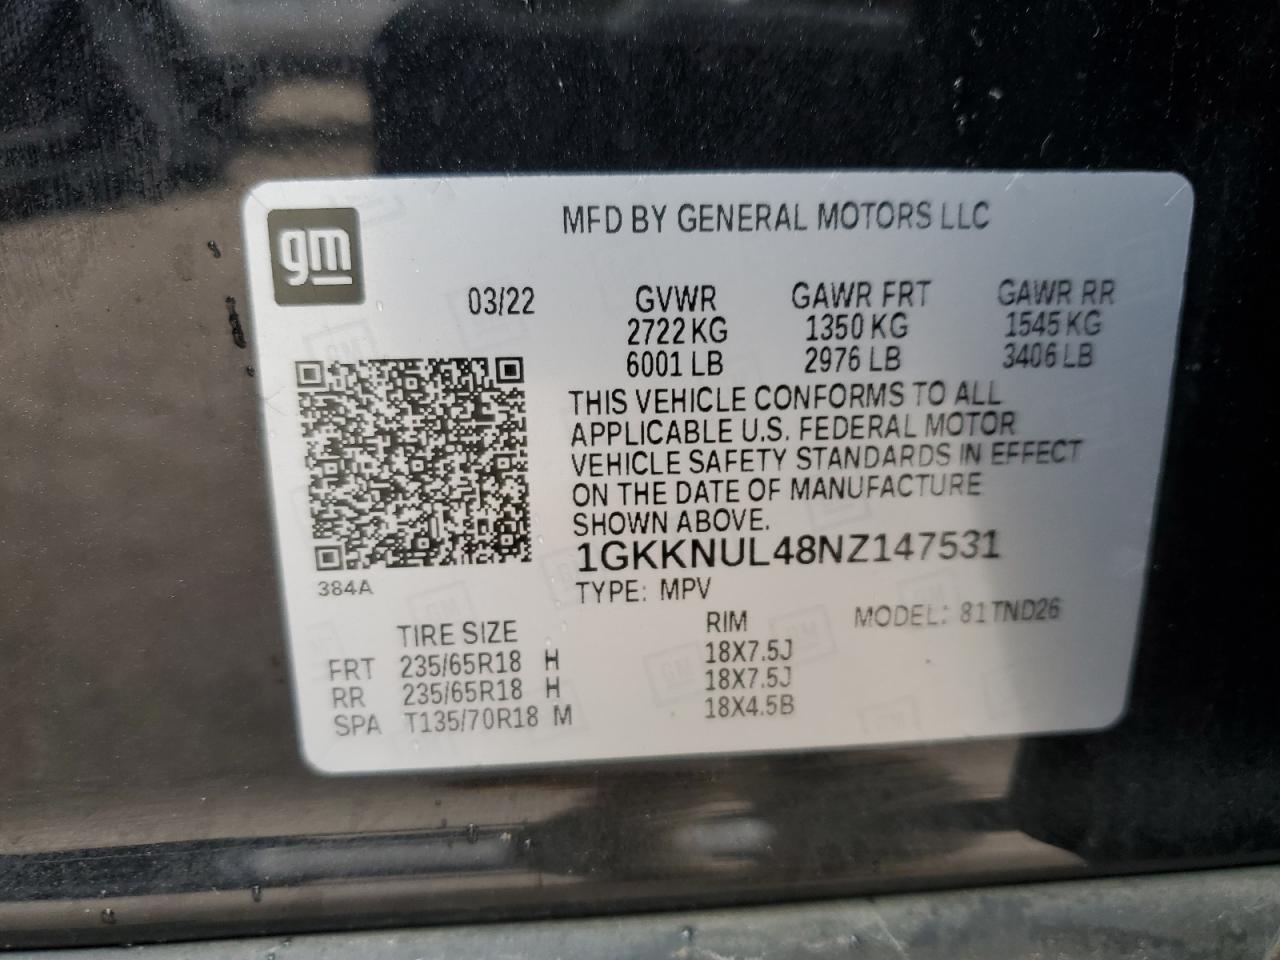 gm
MFD BY GENERAL MOTORS LLC
03/22 GVWR GAWR FRT GAWR RR
2722 KG 1350 KG 1545 KG
6001 LB 2976 LB 3406 LB
THIS VEHICLE CONFORMS TO ALL
APPLICABLE U.S. FEDERAL MOTOR
VEHICLE SAFETY STANDARDS IN EFFECT
ON THE DATE OF MANUFACTURE
SHOWN ABOVE.
1GKKNUL48NZ147531
384A
TYPE: MPV
TIRE SIZE RIM MODEL: 81TND26
FRT 235/65R18 H 18X7.5J
RR 235/65R18 H 18X7.5J
SPA T135/70R18 M 18X4.5B